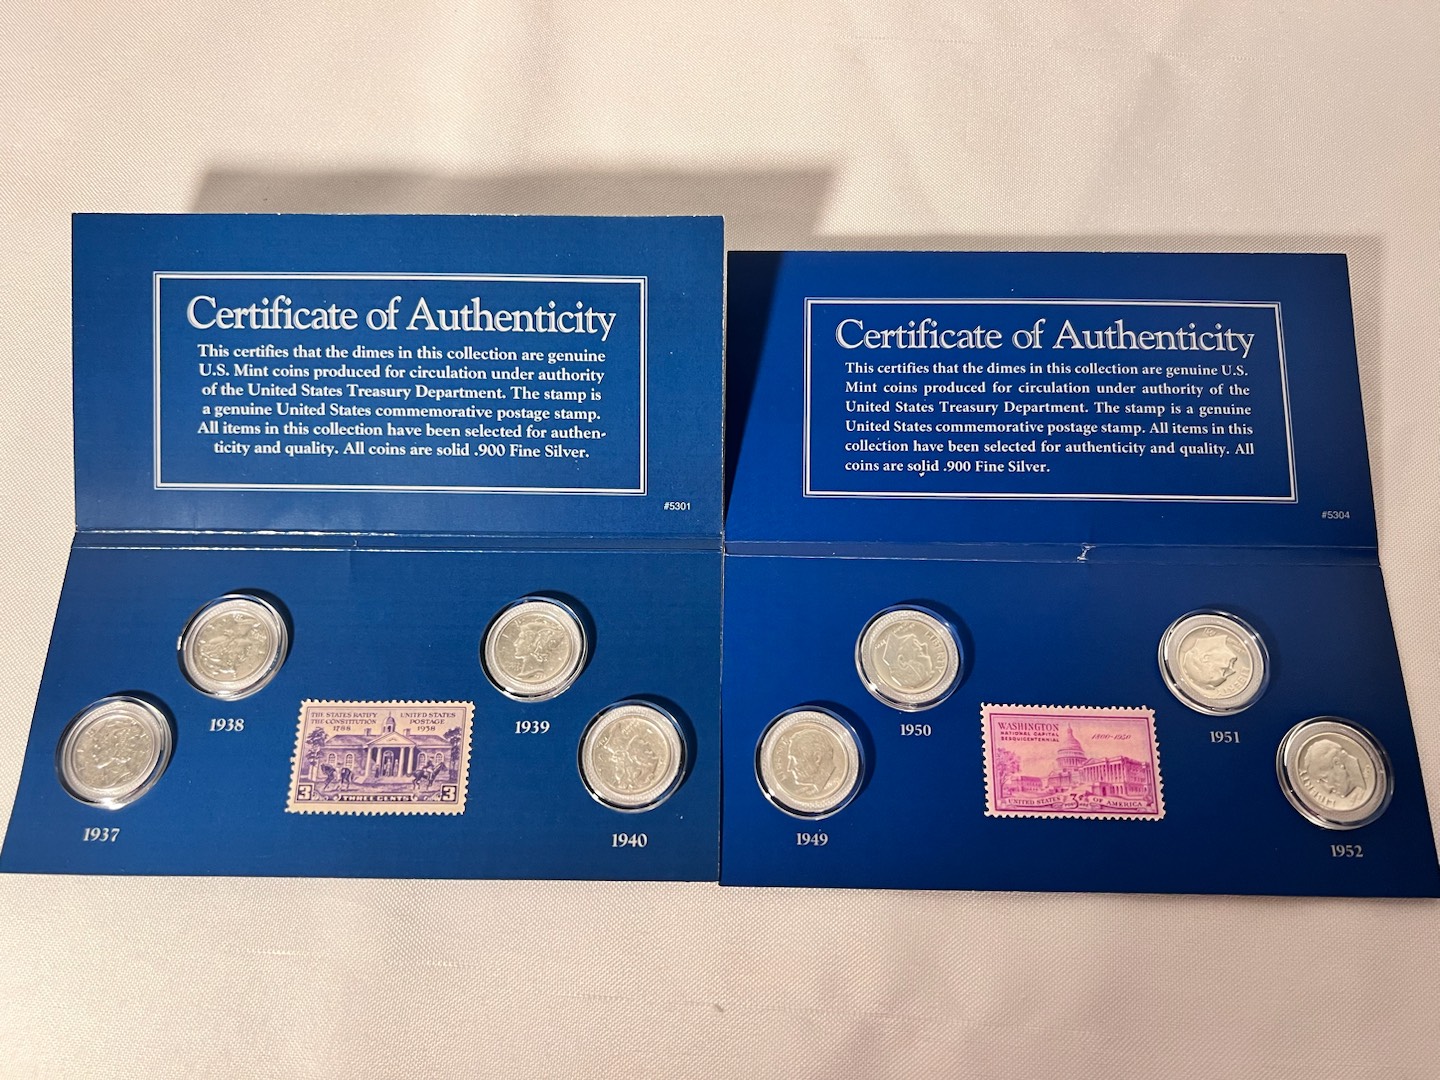 Certificate of Authenticity
This certifies that the dimes in this collection are genuine
U.S. Mint coins produced for circulation under authority
of the United States Treasury Department. The stamp is
a genuine United States commemorative postage stamp.
All items in this collection have been selected for authen-
ticity and quality. All coins are solid .900 Fine Silver.
#5301
1937
1938
1939
1940
THE STATES RATIFY
THE CONSTITUTION
1788
UNITED STATES
POSTAGE
1938
3
THREE CENTS
3
Certificate of Authenticity
This certifies that the dimes in this collection are genuine U.S.
Mint coins produced for circulation under authority of the
United States Treasury Department. The stamp is a genuine
United States commemorative postage stamp. All items in this
collection have been selected for authenticity and quality. All
coins are solid .900 Fine Silver.
#5304
1949
1950
1951
1952
WASHINGTON
NATIONAL CAPITAL
SESQUICENTENNIAL
1800-1950
UNITED STATES
OF AMERICA